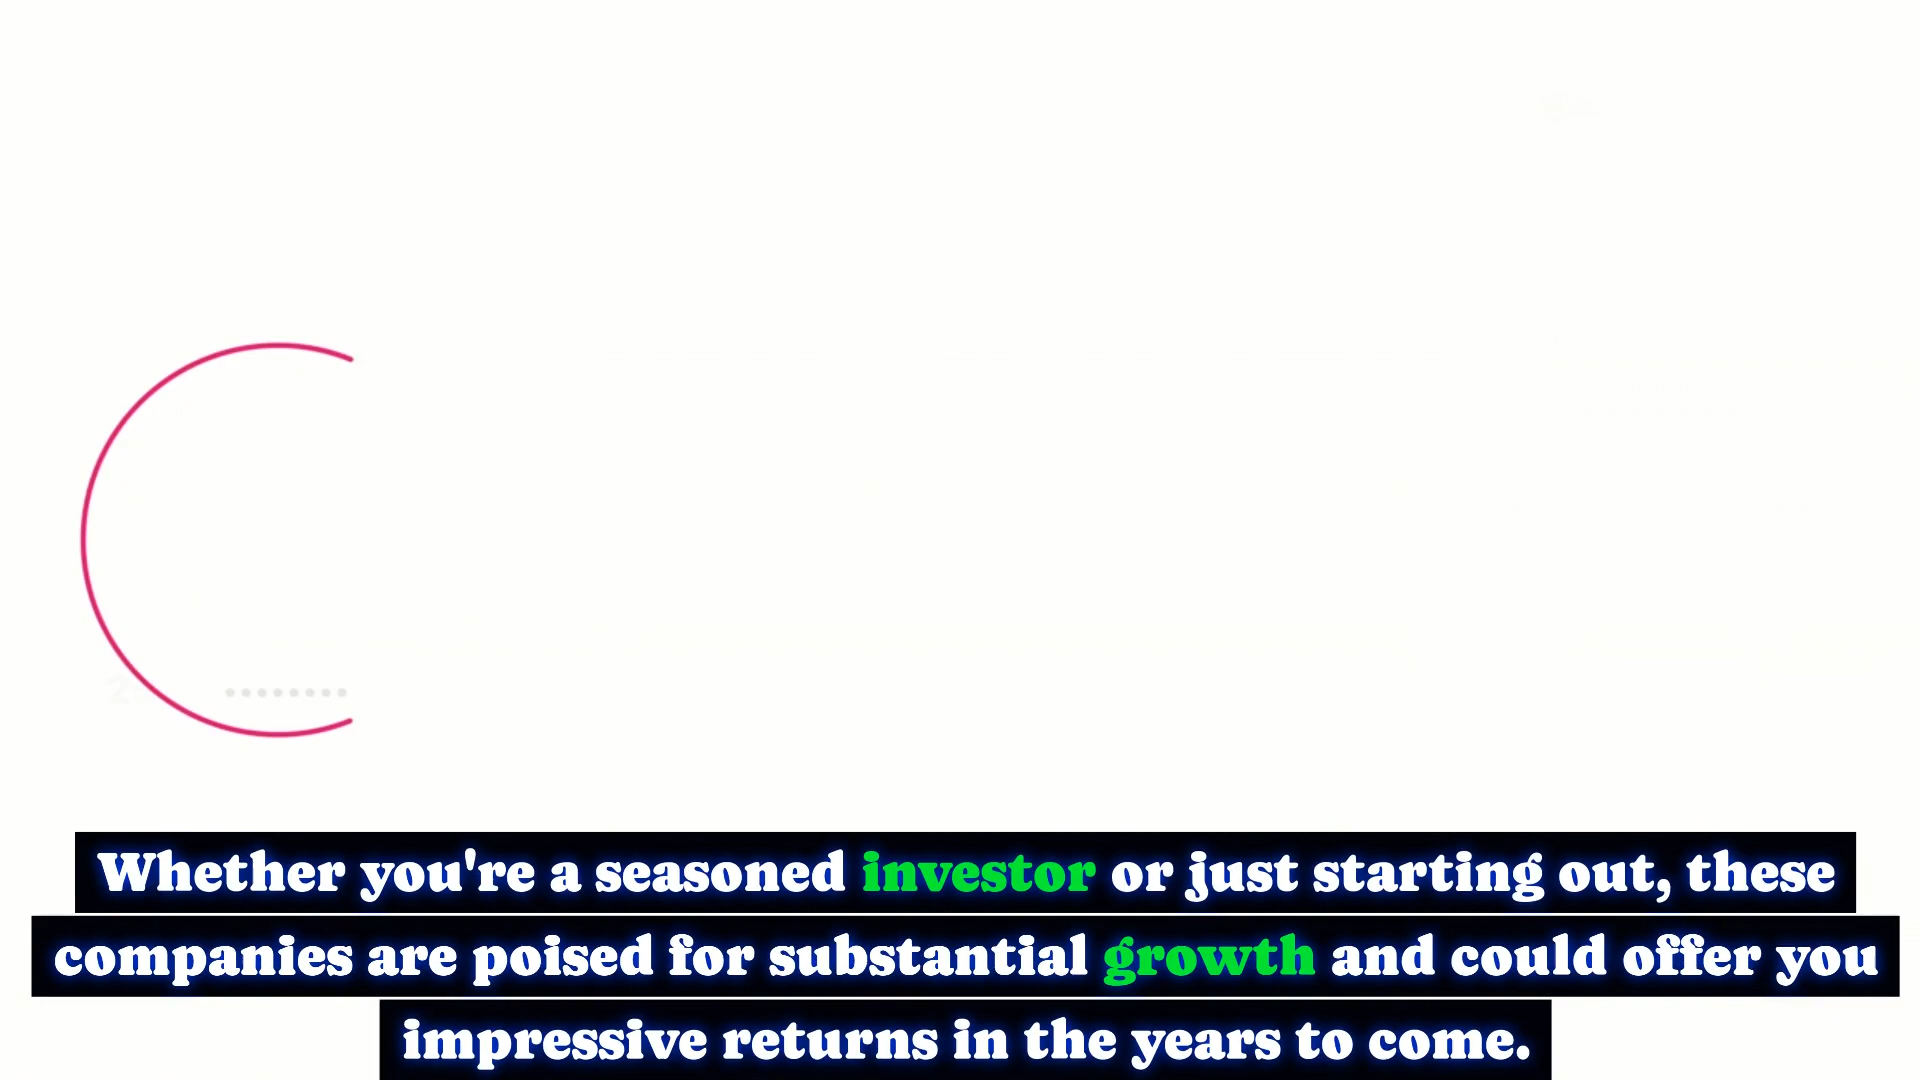 Whether you're a seasoned investor or just starting out, these
companies are poised for substantial growth and could offer you
impressive returns in the years to come.